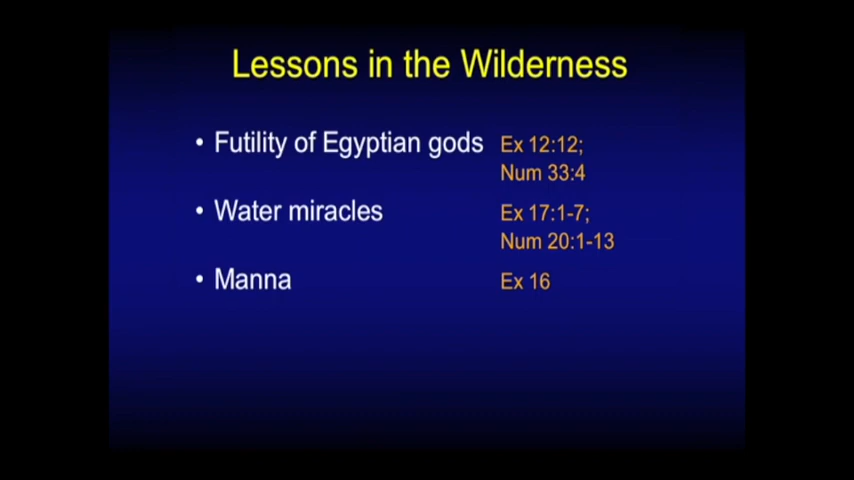 Lessons in the Wilderness
• Futility of Egyptian gods Ex 12:12;
Num 33:4
• Water miracles Ex 17:1-7;
Num 20:1-13
• Manna Ex 16